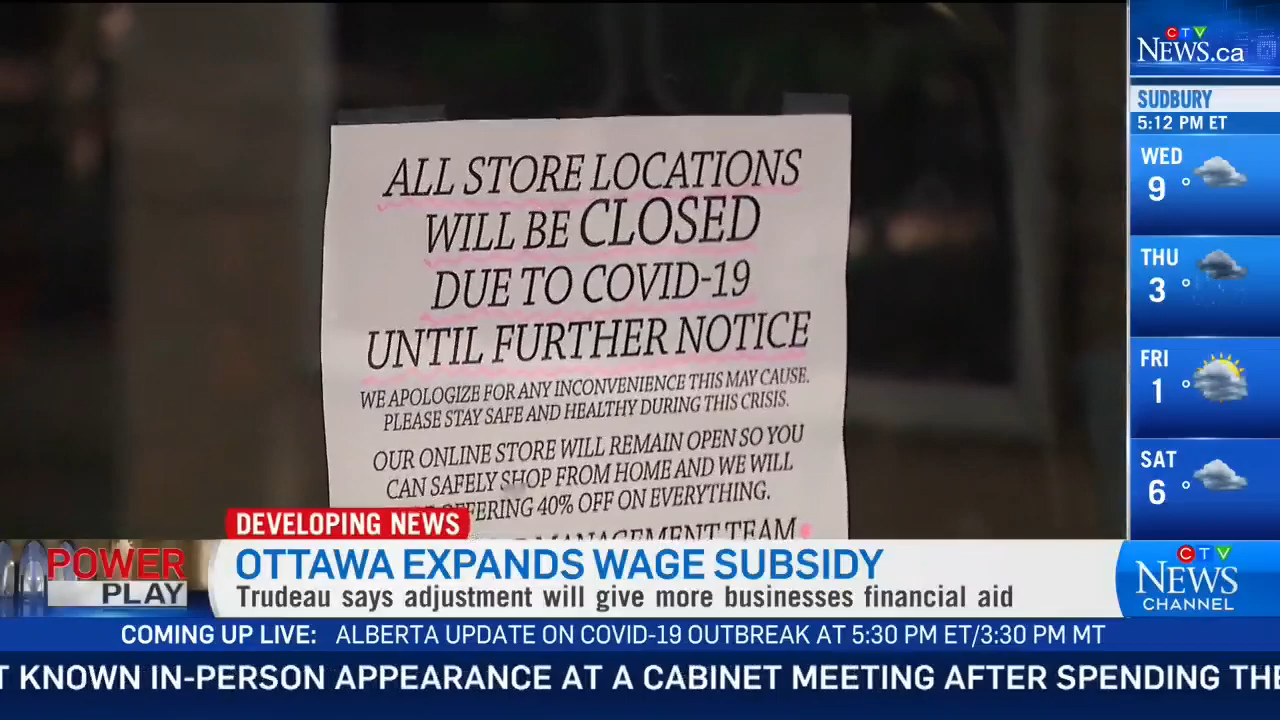 ALL STORE LOCATIONS
WILL BE CLOSED
DUE TO COVID-19
UNTIL FURTHER NOTICE
WE APOLOGIZE FOR ANY INCONVENIENCE THIS MAY CAUSE.
PLEASE STAY SAFE AND HEALTHY DURING THIS CRISIS.
OUR ONLINE STORE WILL REMAIN OPEN SO YOU
CAN SAFELY SHOP FROM HOME AND WE WILL
OFFERING 40% OFF ON EVERYTHING.
MANAGEMENT TEAM
CTV
NEWS.ca
SUDBURY
5:12 PM ET
WED
9°
THU
3°
FRI
1°
SAT
6°
DEVELOPING NEWS
POWER
PLAY
OTTAWA EXPANDS WAGE SUBSIDY
Trudeau says adjustment will give more businesses financial aid
CTV
NEWS
CHANNEL
COMING UP LIVE: ALBERTA UPDATE ON COVID-19 OUTBREAK AT 5:30 PM ET/3:30 PM MT
T KNOWN IN-PERSON APPEARANCE AT A CABINET MEETING AFTER SPENDING THE